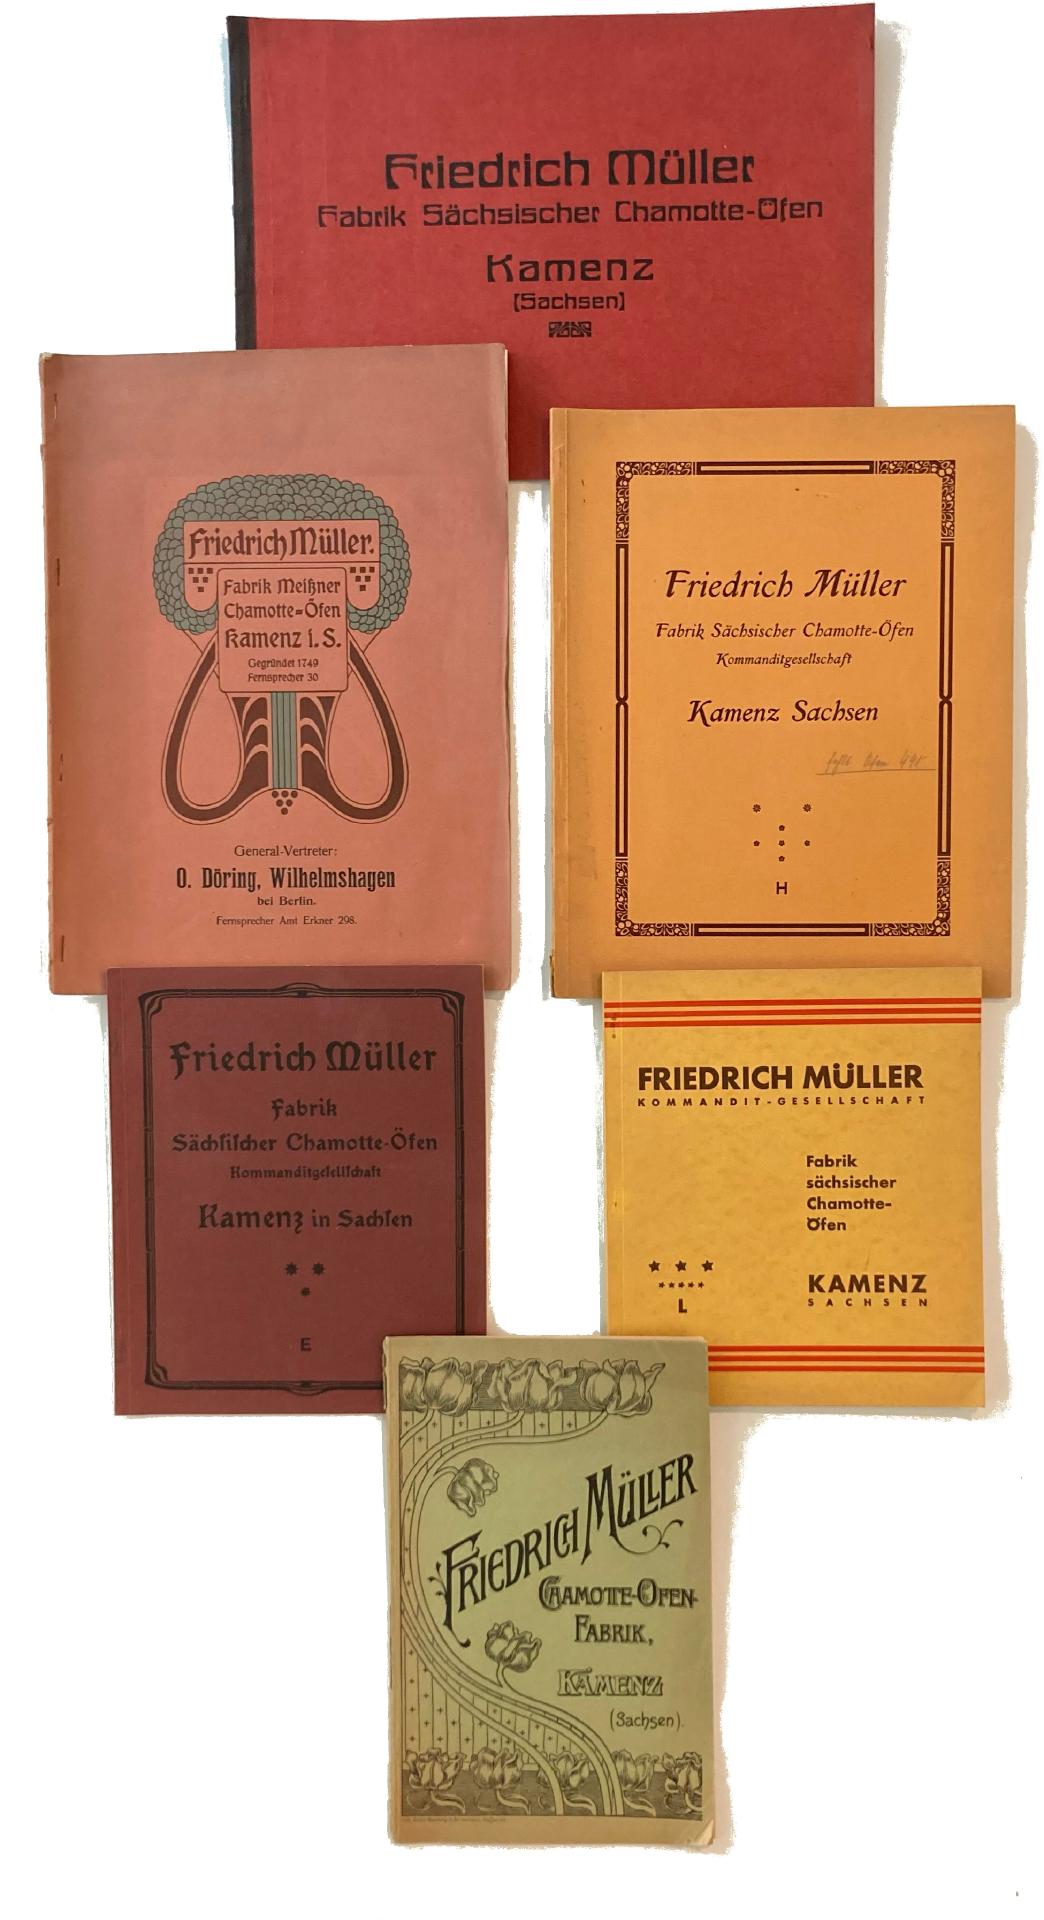 Friedrich Müller
Fabrik Sächsischer Chamotte-Öfen
Kamenz
[Sachsen]
Friedrich Müller.
Fabrik Meißner
Chamotte-Öfen
Kamenz i. S.
Gegründet 1749
Fernsprecher 30
General-Vertreter:
O. Döring, Wilhelmshagen
bei Berlin.
Fernsprecher Amt Erkner 298.
Friedrich Müller
Fabrik Sächsischer Chamotte-Öfen
Kommanditgesellschaft
Kamenz Sachsen
H
Friedrich Müller
Fabrik
Sächſiſcher Chamotte-Öfen
Kommanditgeſellſchaft
Kamenz in Sachſen
E
FRIEDRICH MÜLLER
KOMMANDIT-GESELLSCHAFT
Fabrik
sächsischer
Chamotte-
Öfen
KAMENZ
SACHSEN
L
FRIEDRICH MÜLLER
CHAMOTTE-OFEN-
FABRIK,
KAMENZ
(Sachsen).